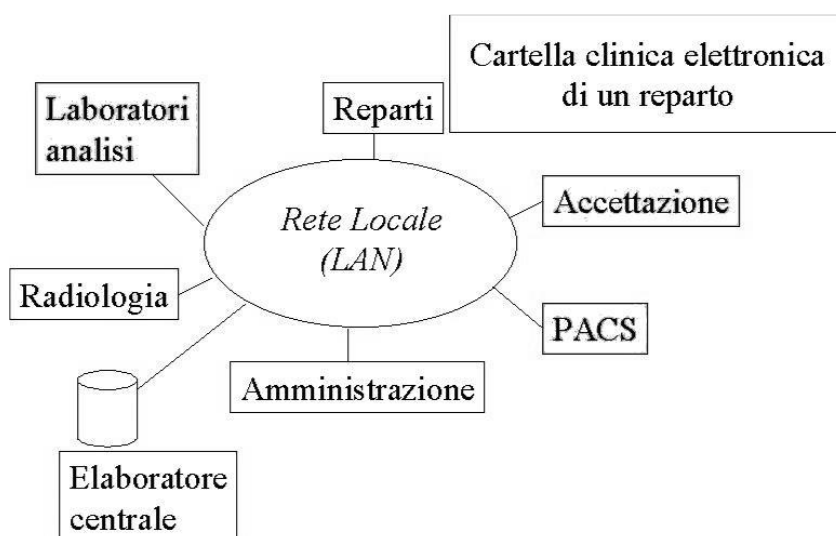 Cartella clinica elettronica
di un reparto
Laboratori
analisi
Reparti
Rete Locale
(LAN)
Accettazione
Radiologia
PACS
Amministrazione
Elaboratore
centrale